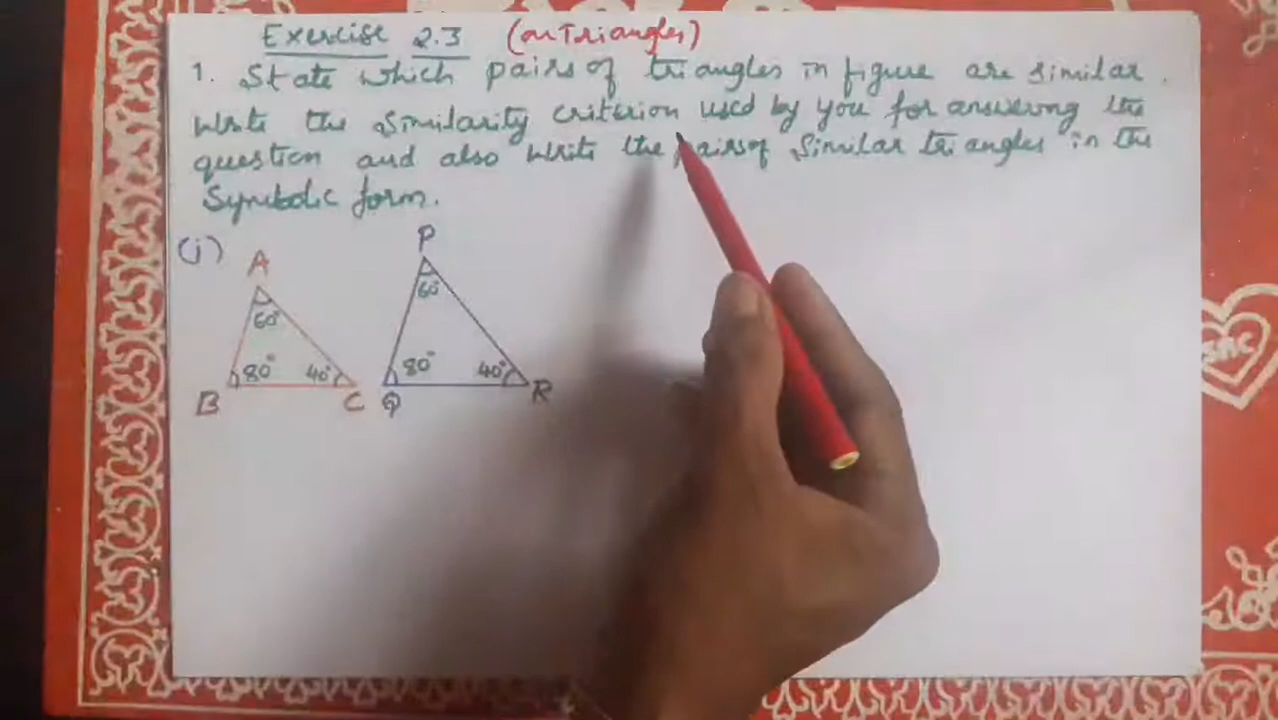 Exercise 2.3 (on Triangles)
1. State which pairs of triangles in figure are similar.
Write the similarity criterion used by you for answering the
question and also write the pairs of similar triangles in the
Symbolic form.
(i)
A
60°
B
80°
40°
C
P
60°
Q
80°
40°
R